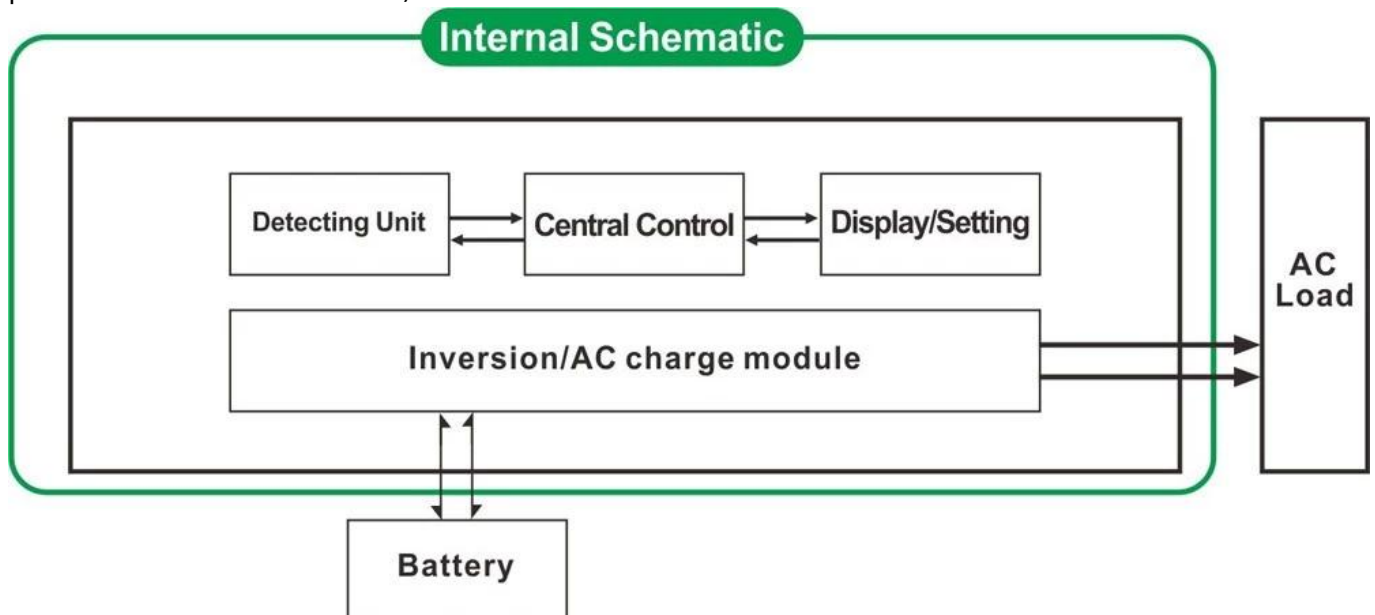 Internal Schematic
Detecting Unit
Central Control
Display/Setting
AC
Load
Inversion/AC charge module
Battery